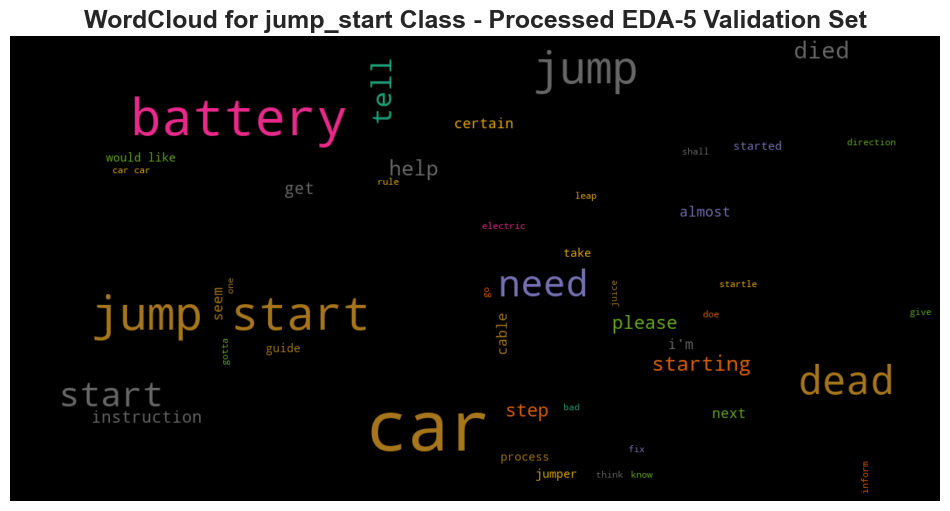 WordCloud for jump_start Class - Processed EDA-5 Validation Set
died
jump
tell
battery
certain
direction
started
shall
would like
help
car car
rule
get
leap
almost
electric
take
need
one
seem
go
juice
startle
jump start
give
doe
please
cable
i'm
gotta
guide
starting
dead
start
step
bad
next
instruction
car
fix
process
jumper
think
know
inform